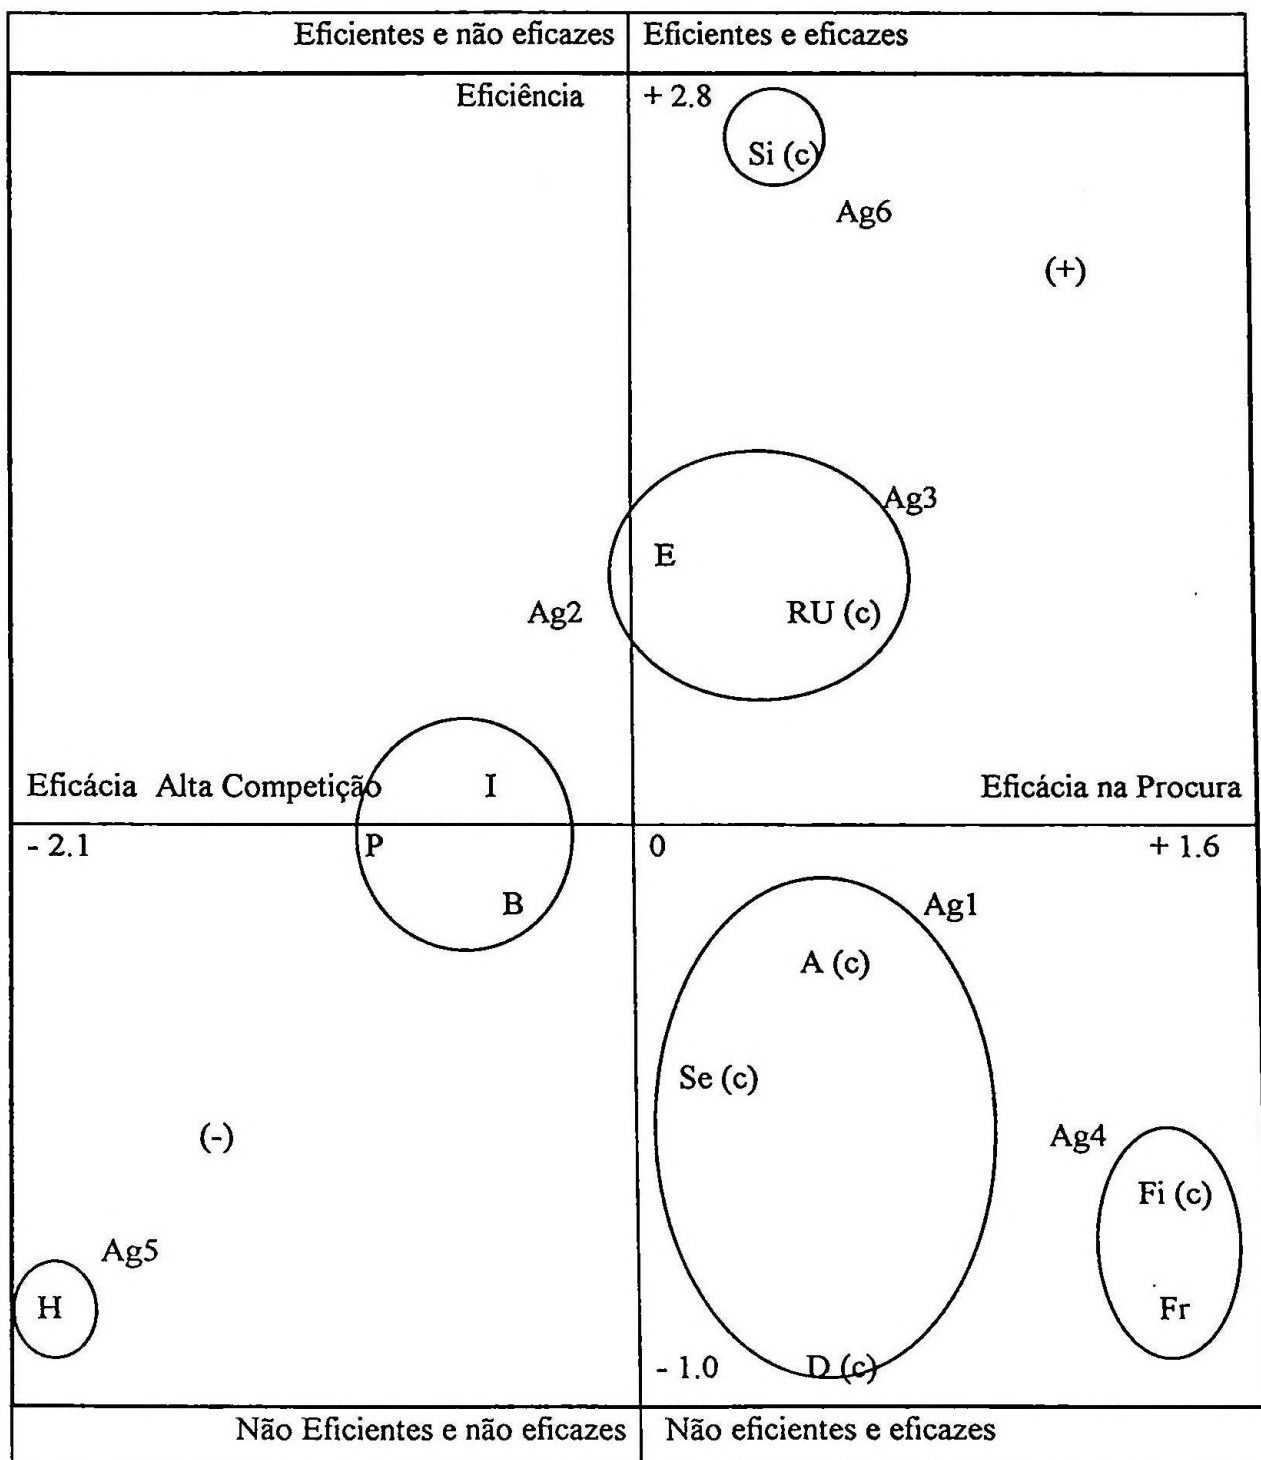 Eficientes e não eficazes Eficientes e eficazes
Eficiência + 2.8
Si (c)
Ag6
(+)
Ag3
E
Ag2 RU (c)
Eficácia Alta Competição I Eficácia na Procura
- 2.1 P 0 + 1.6
B Ag1
A (c)
Se (c)
(-) Ag4
Fi (c)
Ag5
H Fr
- 1.0 D (c)
Não Eficientes e não eficazes Não eficientes e eficazes